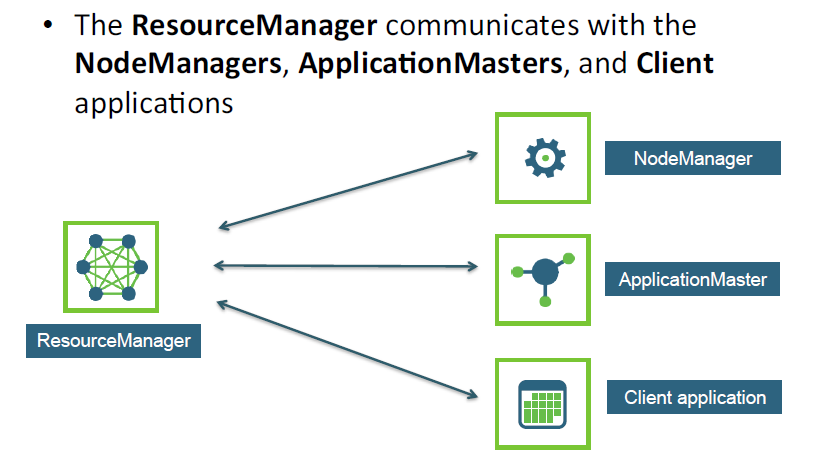 • The ResourceManager communicates with the
NodeManagers, ApplicationMasters, and Client
applications
NodeManager
ApplicationMaster
ResourceManager
Client application